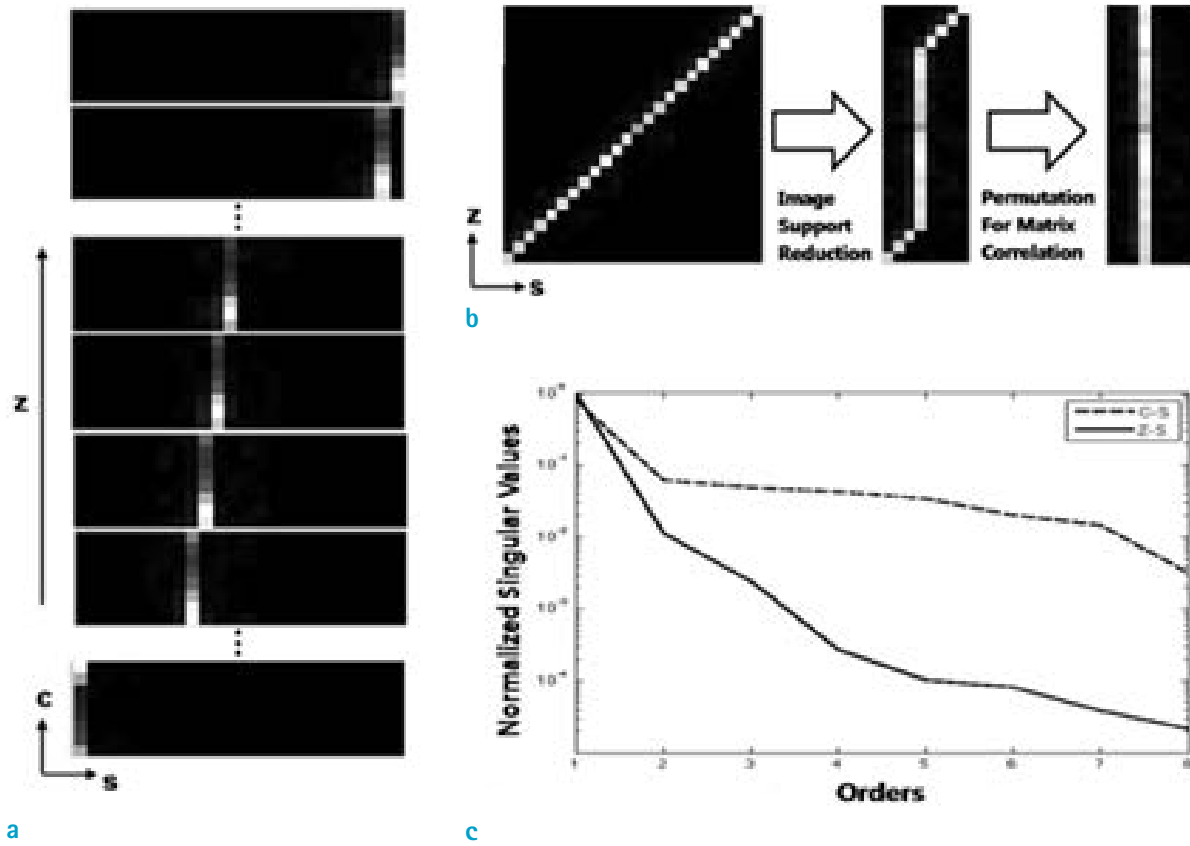 Z
C
S
a
Z
S
Image
Support
Reduction
Permutation
For Matrix
Correlation
b
Normalized Singular Values
C-S
Z-S
1
2
3
4
5
6
7
8
Orders
c